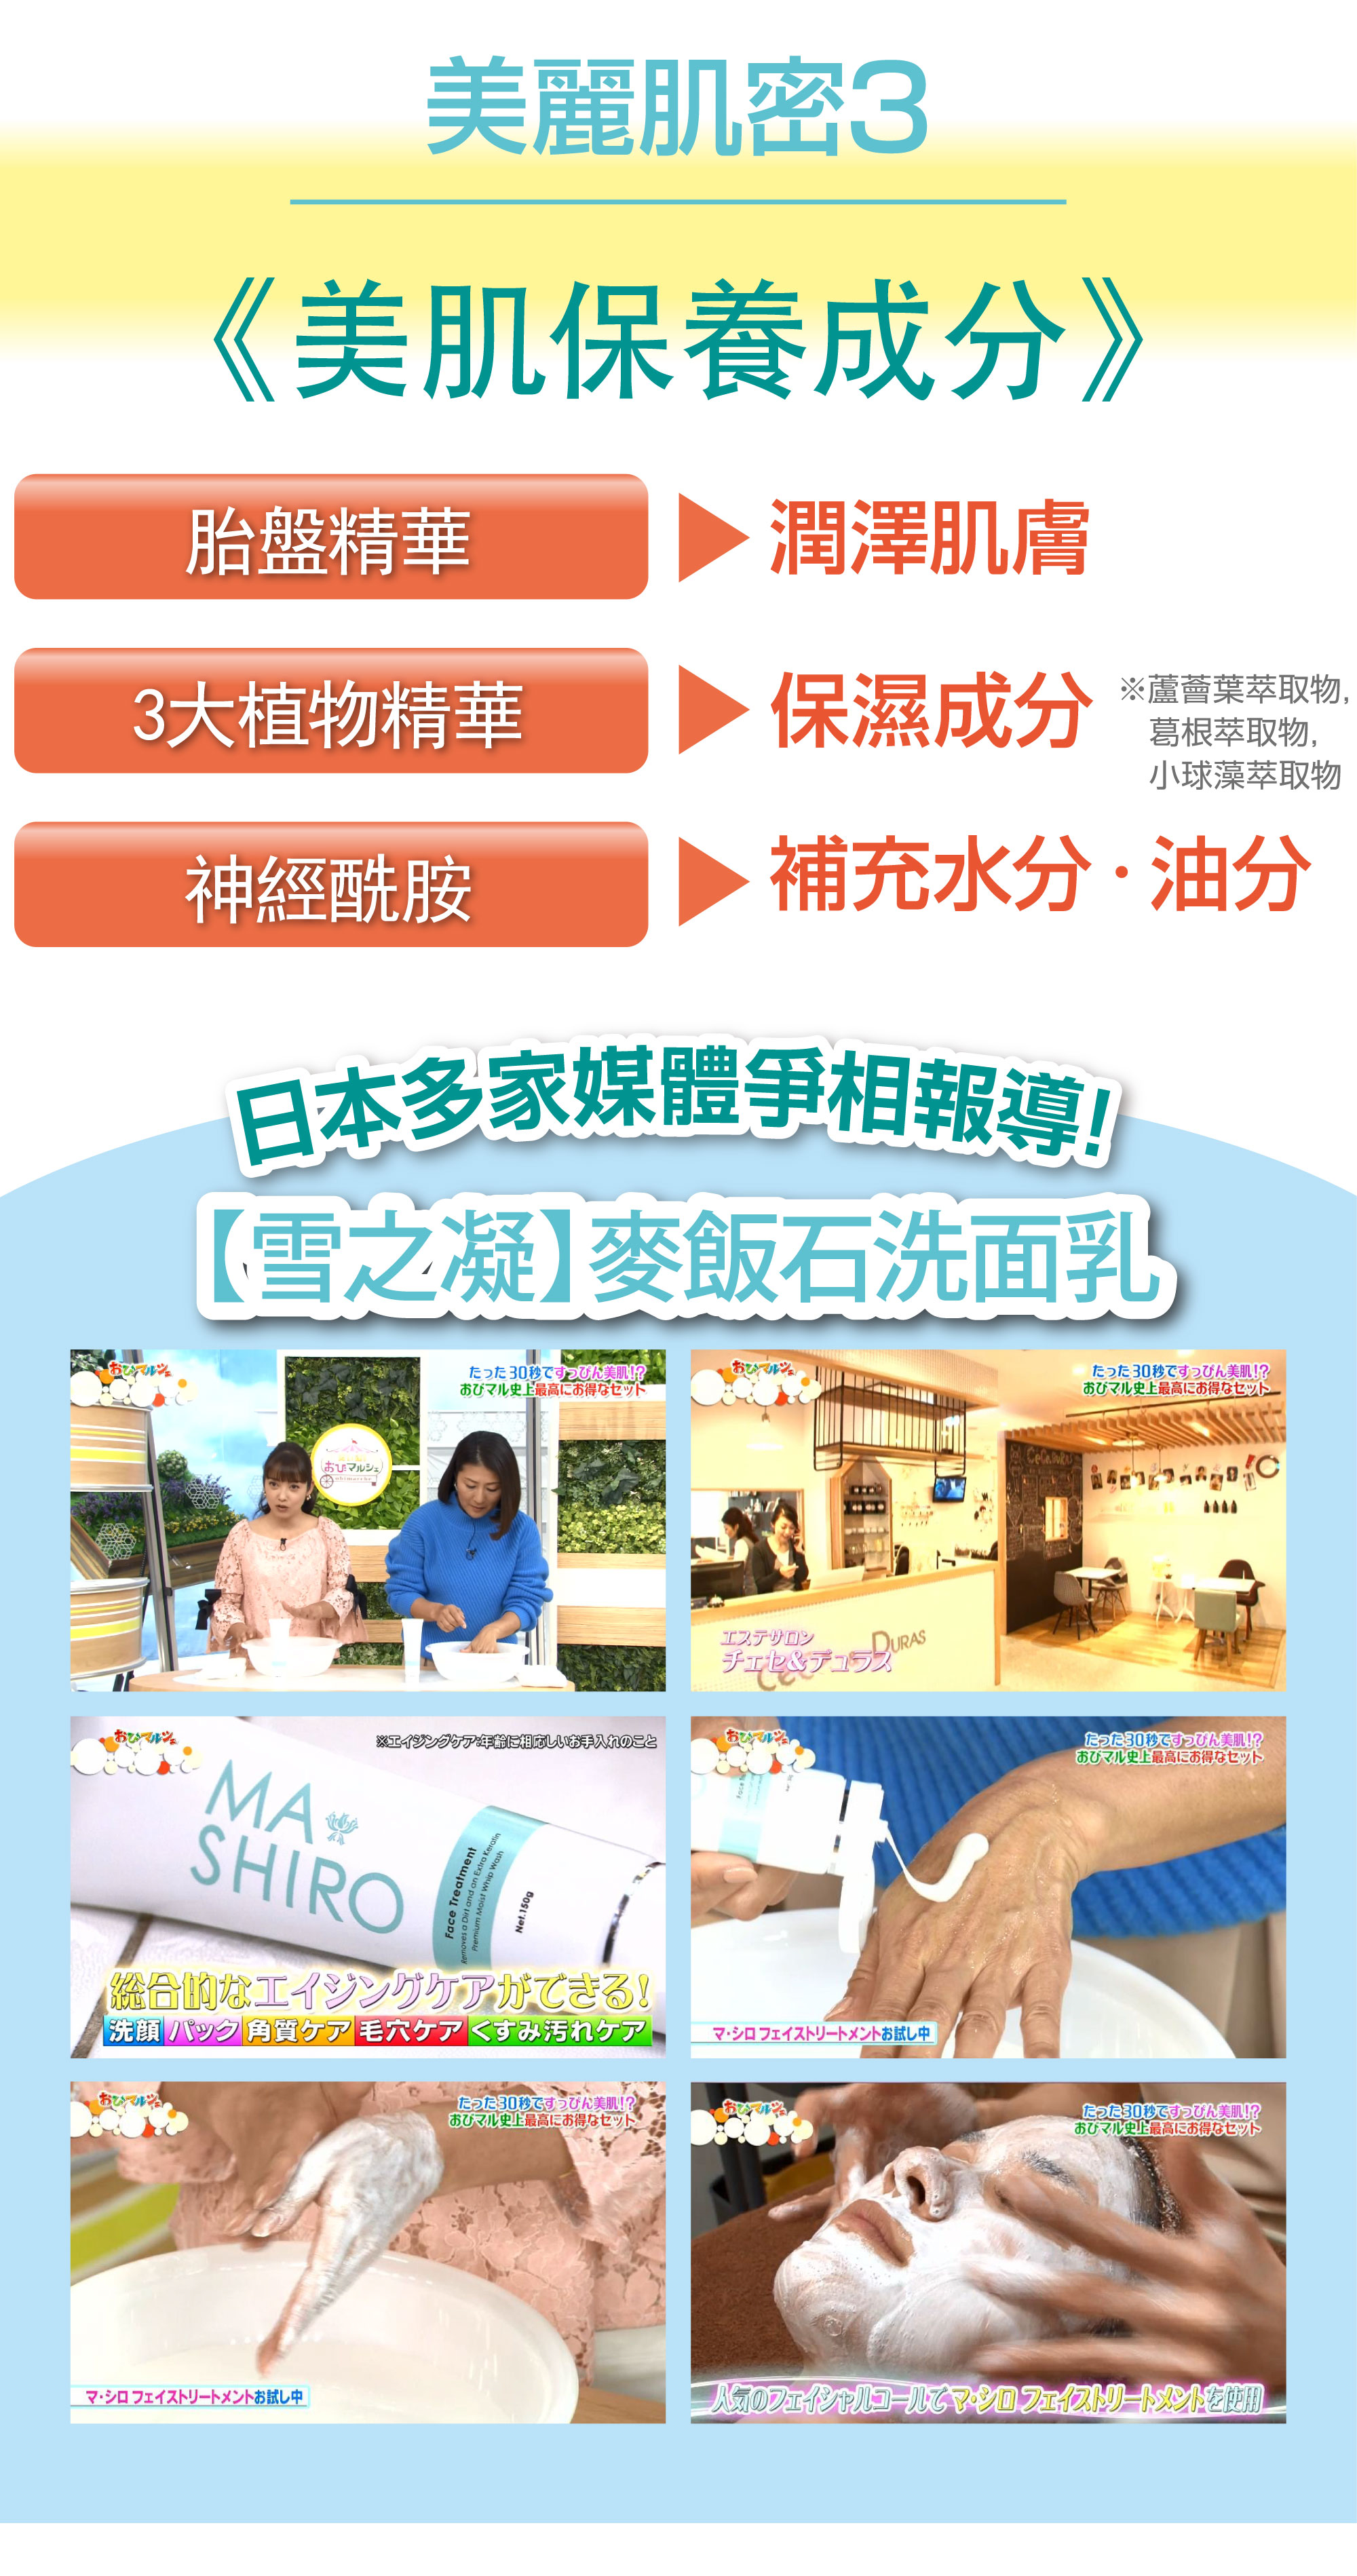 美麗肌密3
《美肌保養成分》
胎盤精華
潤澤肌膚
3大植物精華
保濕成分
※蘆薈葉萃取物,
葛根萃取物,
小球藻萃取物
神經酰胺
補充水分・油分
日本多家媒體爭相報導!
【雪之凝】麥飯石洗面乳
おびマルシェ
たった30秒ですっぴん美肌!?
おびマル史上最高にお得なセット
おびマルシェ
おびマルシェ
たった30秒ですっぴん美肌!?
おびマル史上最高にお得なセット
エステサロン
チェセ&デュラス
DURAS
おびマルシェ
※エイジングケア:年齢に相応しいお手入れのこと
MA
SHIRO
Face Treatment
Removes a Dirt and an Extra Keratin
Premium Moist Whip Wash
Net.150g
総合的なエイジングケアができる!
洗顔 パック 角質ケア 毛穴ケア くすみ汚れケア
おびマルシェ
たった30秒ですっぴん美肌!?
おびマル史上最高にお得なセット
マ・シロ フェイストリートメントお試し中
おびマルシェ
たった30秒ですっぴん美肌!?
おびマル史上最高にお得なセット
マ・シロ フェイストリートメントお試し中
おびマルシェ
たった30秒ですっぴん美肌!?
おびマル史上最高にお得なセット
人気のフェイシャルコールでマ・シロ フェイストリートメントを使用